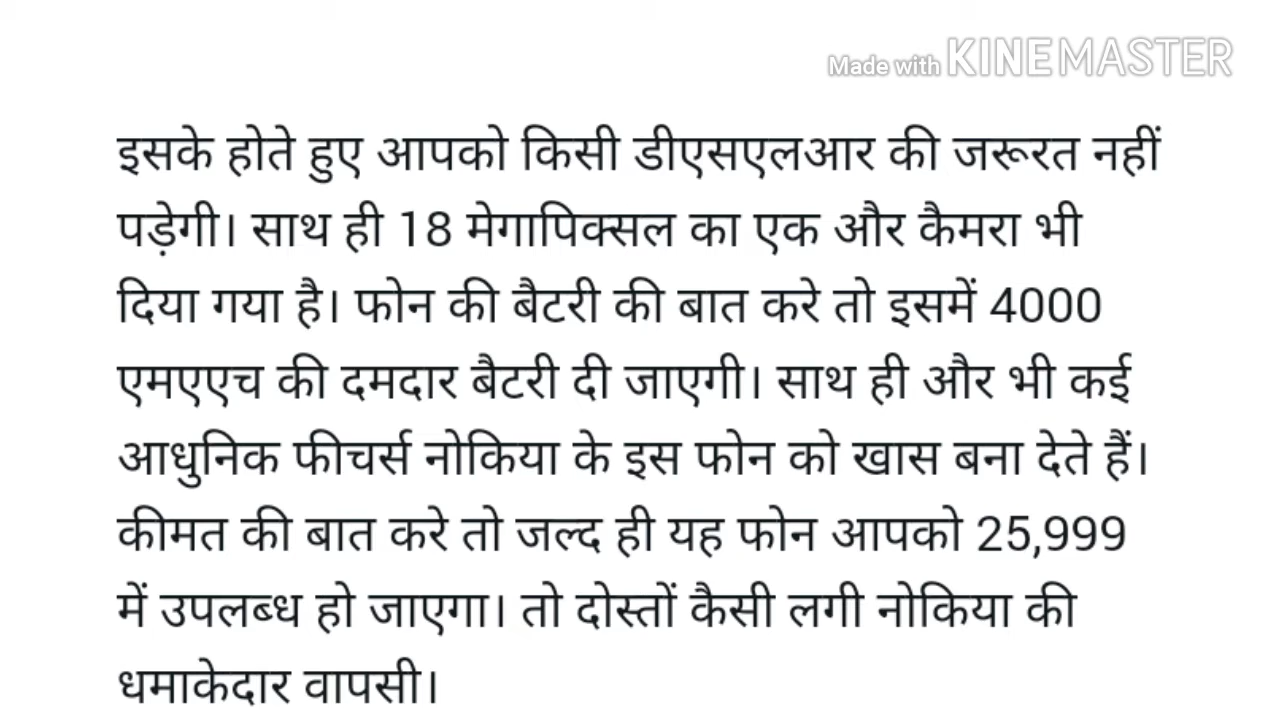 Made with KINEMASTER
इसके होते हुए आपको किसी डीएसएलआर की जरूरत नहीं
पड़ेगी। साथ ही 18 मेगापिक्सल का एक और कैमरा भी
दिया गया है। फोन की बैटरी की बात करे तो इसमें 4000
एमएएच की दमदार बैटरी दी जाएगी। साथ ही और भी कई
आधुनिक फीचर्स नोकिया के इस फोन को खास बना देते हैं।
कीमत की बात करे तो जल्द ही यह फोन आपको 25,999
में उपलब्ध हो जाएगा। तो दोस्तों कैसी लगी नोकिया की
धमाकेदार वापसी।